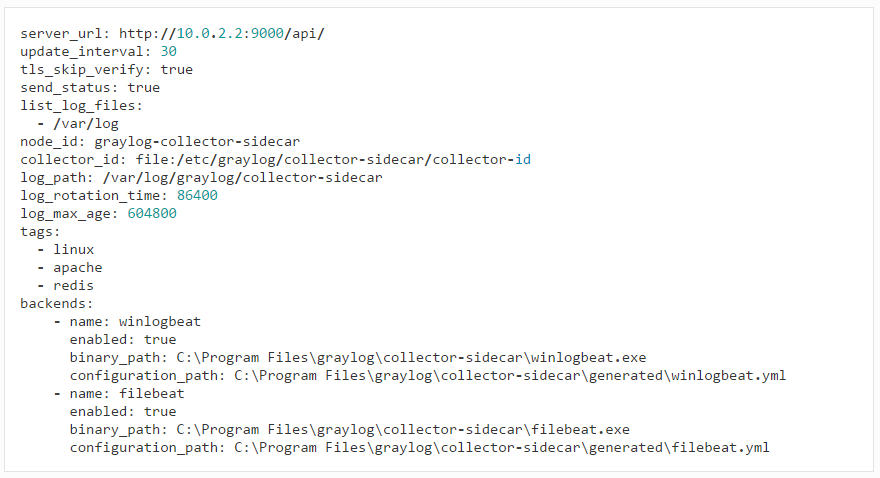 server_url: http://10.0.2.2:9000/api/
update_interval: 30
tls_skip_verify: true
send_status: true
list_log_files:
  - /var/log
node_id: graylog-collector-sidecar
collector_id: file:/etc/graylog/collector-sidecar/collector-id
log_path: /var/log/graylog/collector-sidecar
log_rotation_time: 86400
log_max_age: 604800
tags:
  - linux
  - apache
  - redis
backends:
    - name: winlogbeat
      enabled: true
      binary_path: C:\Program Files\graylog\collector-sidecar\winlogbeat.exe
      configuration_path: C:\Program Files\graylog\collector-sidecar\generated\winlogbeat.yml
    - name: filebeat
      enabled: true
      binary_path: C:\Program Files\graylog\collector-sidecar\filebeat.exe
      configuration_path: C:\Program Files\graylog\collector-sidecar\generated\filebeat.yml